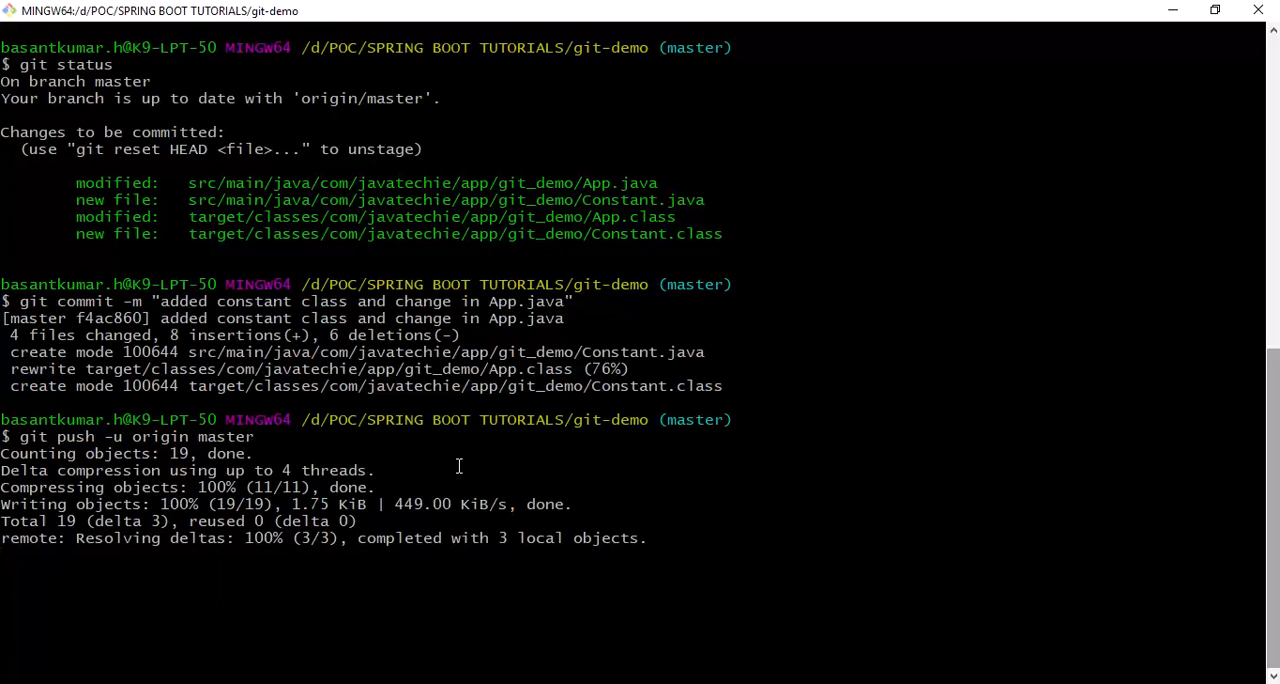 MINGW64:/d/POC/SPRING BOOT TUTORIALS/git-demo
basantkumar.h@K9-LPT-50 MINGW64 /d/POC/SPRING BOOT TUTORIALS/git-demo (master)
$ git status
On branch master
Your branch is up to date with 'origin/master'.
Changes to be committed:
(use "git reset HEAD <file>..." to unstage)
modified:   src/main/java/com/javatechie/app/git_demo/App.java
new file:   src/main/java/com/javatechie/app/git_demo/Constant.java
modified:   target/classes/com/javatechie/app/git_demo/App.class
new file:   target/classes/com/javatechie/app/git_demo/Constant.class
basantkumar.h@K9-LPT-50 MINGW64 /d/POC/SPRING BOOT TUTORIALS/git-demo (master)
$ git commit -m "added constant class and change in App.java"
[master f4ac860] added constant class and change in App.java
4 files changed, 8 insertions(+), 6 deletions(-)
create mode 100644 src/main/java/com/javatechie/app/git_demo/Constant.java
rewrite target/classes/com/javatechie/app/git_demo/App.class (76%)
create mode 100644 target/classes/com/javatechie/app/git_demo/Constant.class
basantkumar.h@K9-LPT-50 MINGW64 /d/POC/SPRING BOOT TUTORIALS/git-demo (master)
$ git push -u origin master
Counting objects: 19, done.
Delta compression using up to 4 threads.
Compressing objects: 100% (11/11), done.
Writing objects: 100% (19/19), 1.75 KiB | 449.00 KiB/s, done.
Total 19 (delta 3), reused 0 (delta 0)
remote: Resolving deltas: 100% (3/3), completed with 3 local objects.